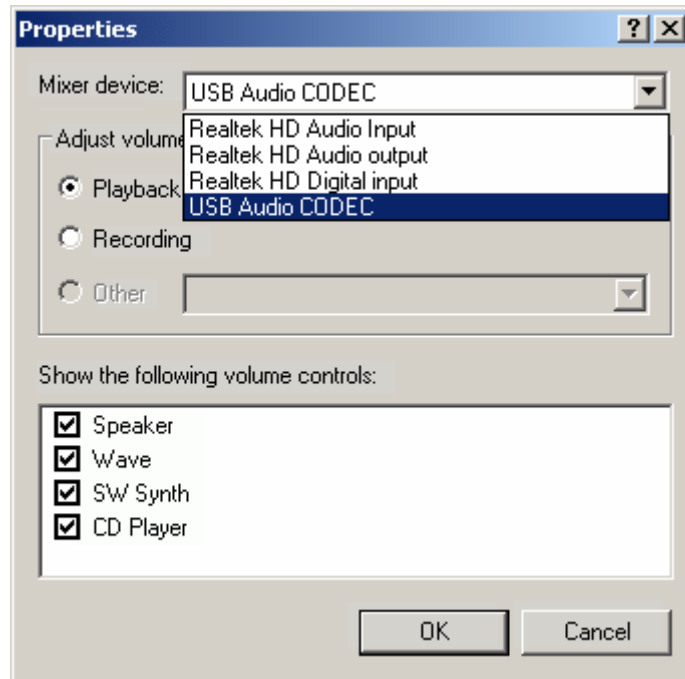 Properties
Mixer device: USB Audio CODEC
Realtek HD Audio Input
Adjust volume
Realtek HD Audio output
Realtek HD Digital input
Playback
USB Audio CODEC
Recording
Other
Show the following volume controls:
Speaker
Wave
SW Synth
CD Player
OK Cancel